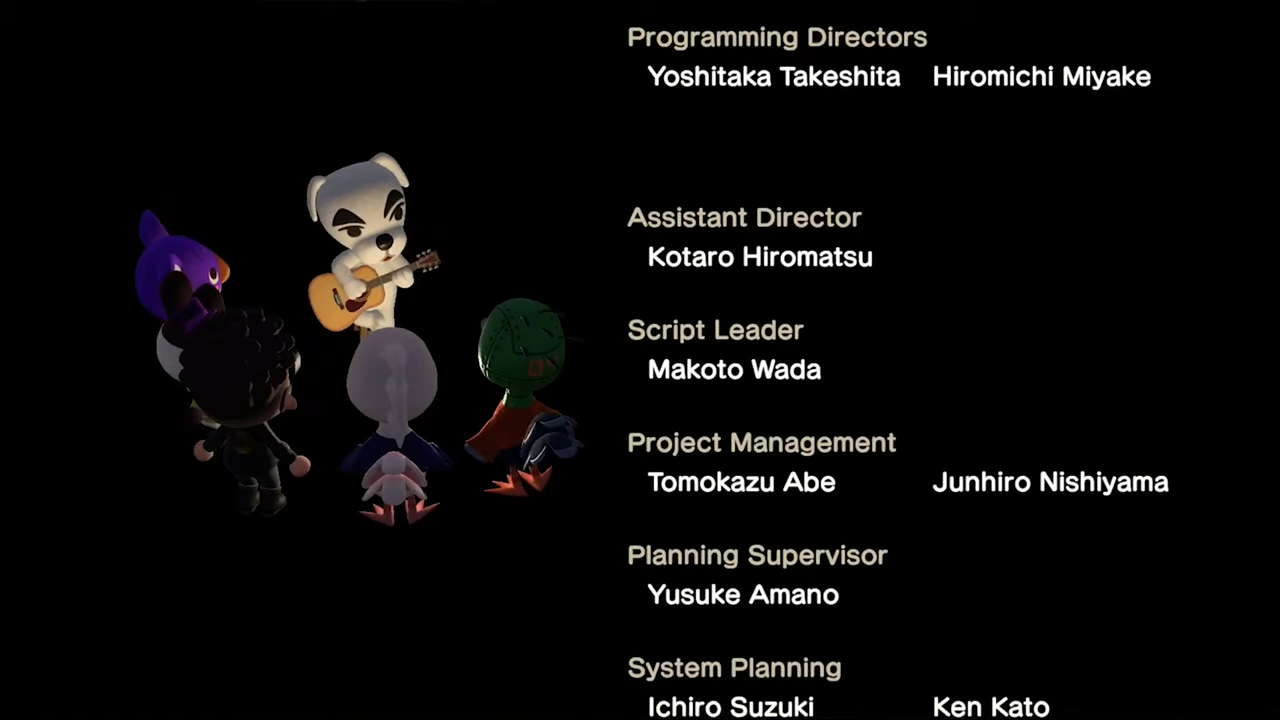 Programming Directors
Yoshitaka Takeshita Hiromichi Miyake
Assistant Director
Kotaro Hiromatsu
Script Leader
Makoto Wada
Project Management
Tomokazu Abe Junhiro Nishiyama
Planning Supervisor
Yusuke Amano
System Planning
Ichiro Suzuki Ken Kato